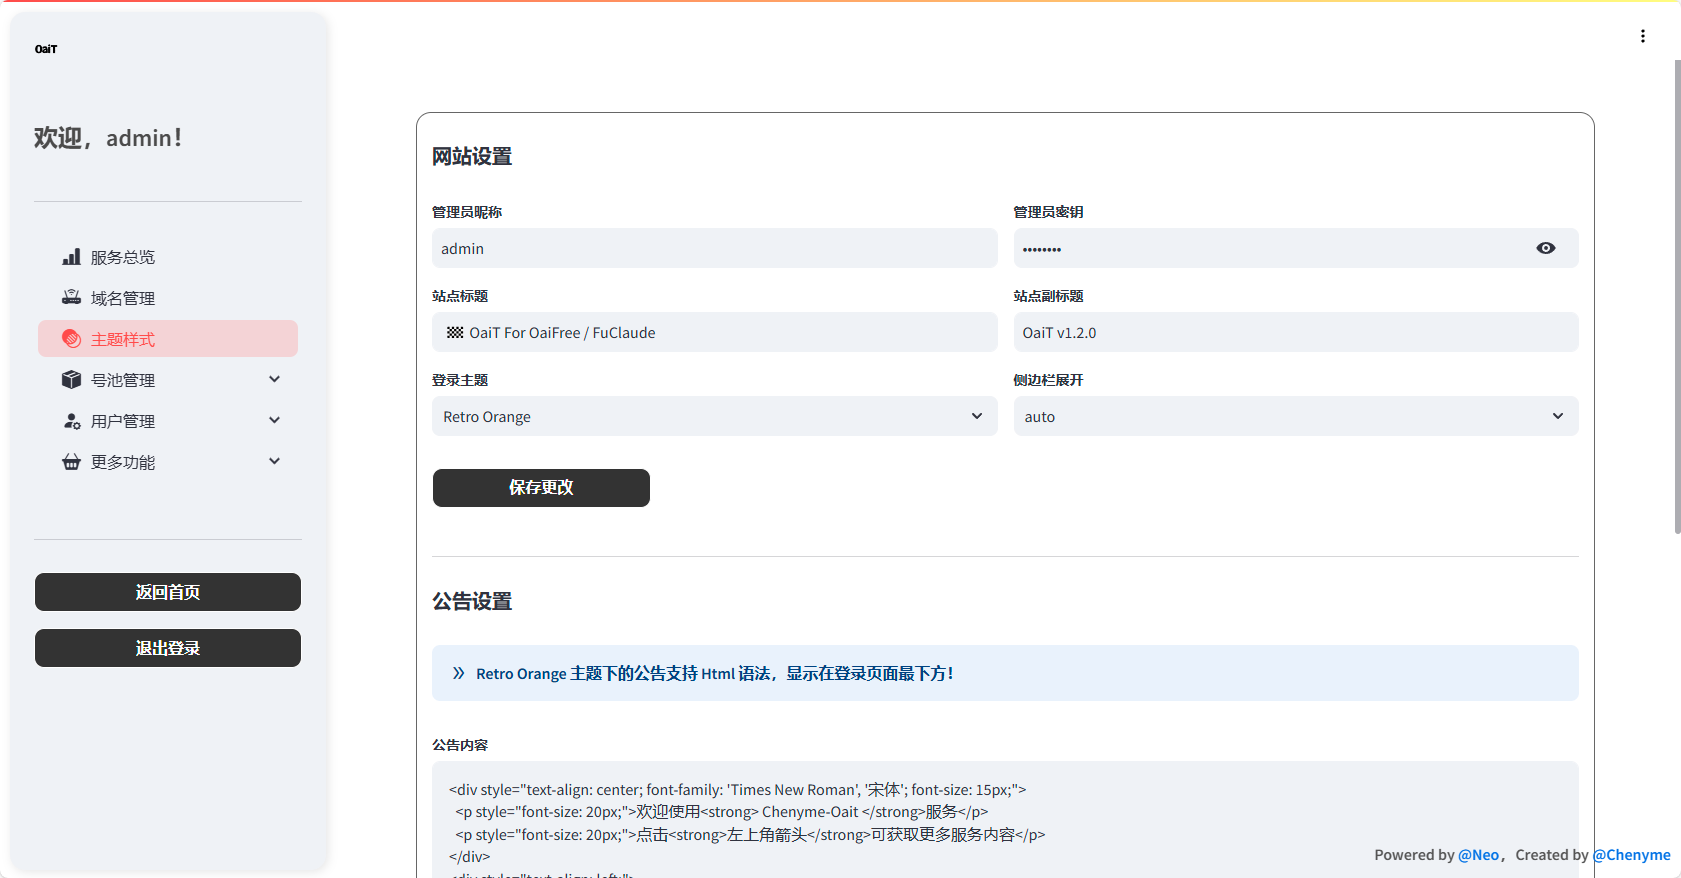 OaiT
欢迎，admin！
服务总览
域名管理
主题样式
号池管理
用户管理
更多功能
返回首页
退出登录
网站设置
管理员昵称
管理员密钥
admin
••••••••
站点标题
站点副标题
🏁 OaiT For OaiFree / FuClaude
OaiT v1.2.0
登录主题
侧边栏展开
Retro Orange
auto
保存更改
公告设置
Retro Orange 主题下的公告支持 Html 语法，显示在登录页面最下方！
公告内容
<div style="text-align: center; font-family: 'Times New Roman', '宋体'; font-size: 15px;">
<p style="font-size: 20px;">欢迎使用<strong> Chenyme-Oait </strong>服务</p>
<p style="font-size: 20px;">点击<strong>左上角箭头</strong>可获取更多服务内容</p>
</div>
<div style="text-align: left;">
Powered by @Neo，Created by @Chenyme